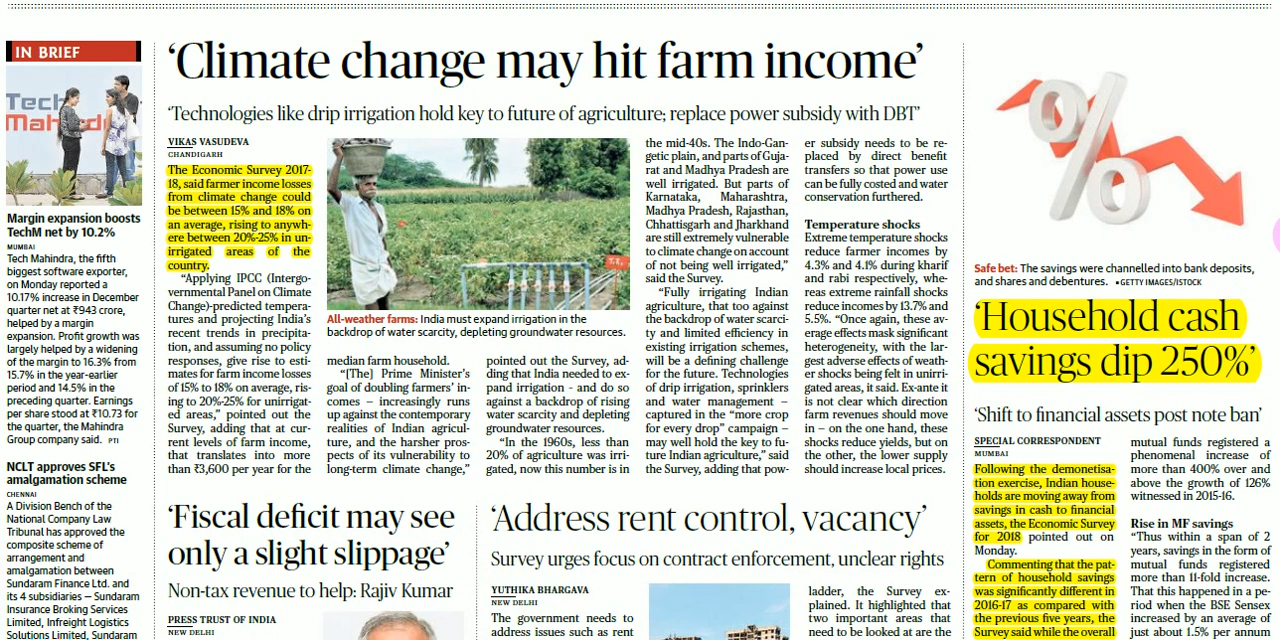 IN BRIEF
Tech
Mahindra
Margin expansion boosts
TechM net by 10.2%
MUMBAI
Tech Mahindra, the fifth
biggest software exporter,
on Monday reported a
10.17% increase in December
quarter net at ₹943 crore,
helped by a margin
expansion. Profit growth was
largely helped by a widening
of the margin to 16.3% from
15.7% in the year-earlier
period and 14.5% in the
preceding quarter. Earnings
per share stood at ₹10.73 for
the quarter, the Mahindra
Group company said. PTI
NCLT approves SFL's
amalgamation scheme
CHENNAI
A Division Bench of the
National Company Law
Tribunal has approved the
composite scheme of
arrangement and
amalgamation between
Sundaram Finance Ltd. and
its 4 subsidiaries — Sundaram
Insurance Broking Services
Limited, Infreight Logistics
Solutions Limited, Sundaram
‘Climate change may hit farm income’
‘Technologies like drip irrigation hold key to future of agriculture; replace power subsidy with DBT’
VIKAS VASUDEVA
CHANDIGARH
The Economic Survey 2017-
18, said farmer income losses
from climate change could
be between 15% and 18% on
an average, rising to anywh-
ere between 20%-25% in un-
irrigated areas of the
country.
“Applying IPCC (Intergo-
vernmental Panel on Climate
Change)-predicted tempera-
tures and projecting India’s
recent trends in precipita-
tion, and assuming no policy
responses, give rise to esti-
mates for farm income losses
of 15% to 18% on average, ris-
ing to 20%-25% for unirrigat-
ed areas,” pointed out the
Survey, adding that at cur-
rent levels of farm income,
that translates into more
than ₹3,600 per year for the
All-weather farms: India must expand irrigation in the
backdrop of water scarcity, depleting groundwater resources.
median farm household.
“[The] Prime Minister’s
goal of doubling farmers’ in-
comes — increasingly runs
up against the contemporary
realities of Indian agricul-
ture, and the harsher pros-
pects of its vulnerability to
long-term climate change,”
pointed out the Survey, ad-
ding that India needed to ex-
pand irrigation - and do so
against a backdrop of rising
water scarcity and depleting
groundwater resources.
“In the 1960s, less than
20% of agriculture was irri-
gated, now this number is in
the mid-40s. The Indo-Gan-
getic plain, and parts of Guja-
rat and Madhya Pradesh are
well irrigated. But parts of
Karnataka, Maharashtra,
Madhya Pradesh, Rajasthan,
Chhattisgarh and Jharkhand
are still extremely vulnerable
to climate change on account
of not being well irrigated,”
said the Survey.
“Fully irrigating Indian
agriculture, that too against
the backdrop of water scarci-
ty and limited efficiency in
existing irrigation schemes,
will be a defining challenge
for the future. Technologies
of drip irrigation, sprinklers
and water management —
captured in the “more crop
for every drop” campaign —
may well hold the key to fu-
ture Indian agriculture,” said
the Survey, adding that pow-
er subsidy needs to be re-
placed by direct benefit
transfers so that power use
can be fully costed and water
conservation furthered.
Temperature shocks
Extreme temperature shocks
reduce farmer incomes by
4.3% and 4.1% during kharif
and rabi respectively, wher-
eas extreme rainfall shocks
reduce incomes by 13.7% and
5.5%. “Once again, these av-
erage effects mask significant
heterogeneity, with the larg-
est adverse effects of weath-
er shocks being felt in unirri-
gated areas, it said. Ex-ante it
is not clear which direction
farm revenues should move
in — on the one hand, these
shocks reduce yields, but on
the other, the lower supply
should increase local prices.
‘Fiscal deficit may see
only a slight slippage’
Non-tax revenue to help: Rajiv Kumar
PRESS TRUST OF INDIA
NEW DELHI
‘Address rent control, vacancy’
Survey urges focus on contract enforcement, unclear rights
YUTHIKA BHARGAVA
NEW DELHI
The government needs to
address issues such as rent
ladder, the Survey ex-
plained. It highlighted that
two important areas that
need to be looked at are the
%
Safe bet: The savings were channelled into bank deposits,
and shares and debentures. ▪ GETTY IMAGES/ISTOCK
‘Household cash
savings dip 250%’
‘Shift to financial assets post note ban’
SPECIAL CORRESPONDENT
MUMBAI
Following the demonetisa-
tion exercise, Indian house-
holds are moving away from
savings in cash to financial
assets, the Economic Survey
for 2018 pointed out on
Monday.
Commenting that the pat-
tern of household savings
was significantly different in
2016-17 as compared with
the previous five years, the
Survey said while the overall
mutual funds registered a
phenomenal increase of
more than 400% over and
above the growth of 126%
witnessed in 2015-16.
Rise in MF savings
“Thus within a span of 2
years, savings in the form of
mutual funds registered
more than 11-fold increase.
That this happened in a pe-
riod when the BSE Sensex
increased by an average of
just about 1.5% per annum